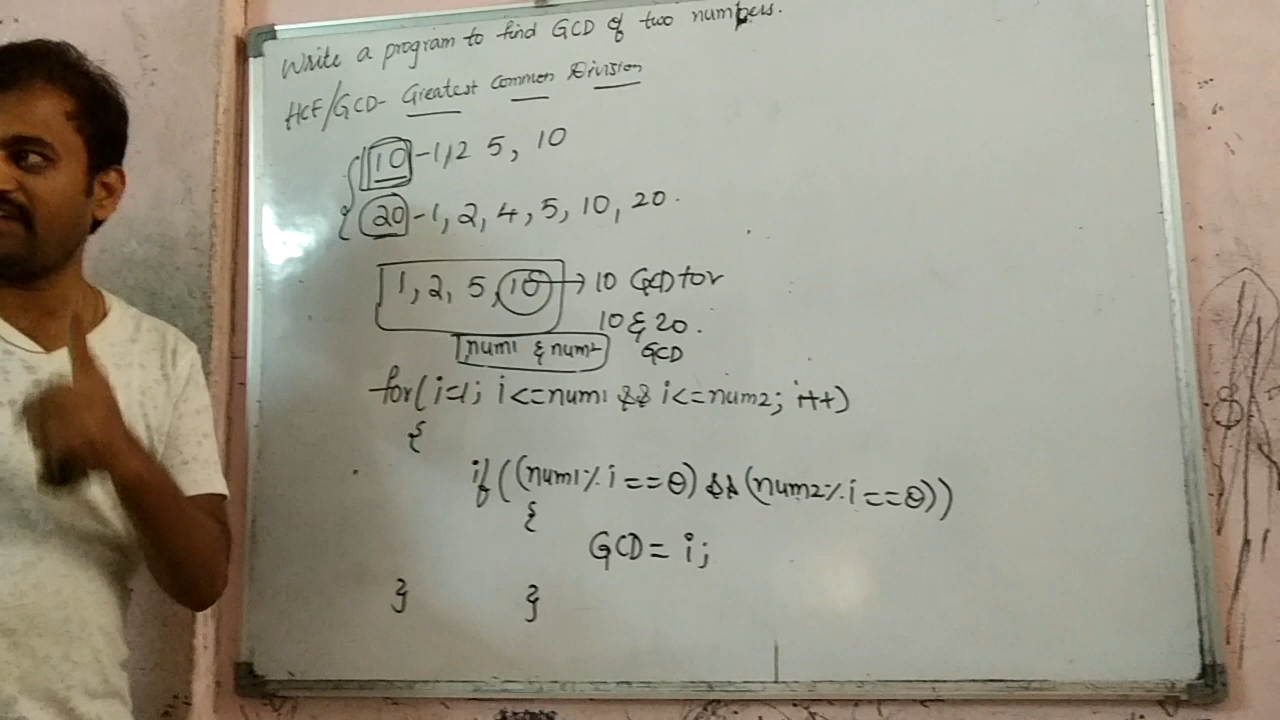 Write a program to find GCD of two numbers.
HCF/GCD- Greatest Common Division
10 -1,2 5, 10
20 -1, 2, 4, 5, 10, 20.
1, 2, 5, 10 → 10 GCD for
10 & 20.
num1 & num2 GCD
for(i=1; i<=num1 && i<=num2; i++)
{
if((num1%i==0) && (num2%i==0))
{
GCD = i;
} }